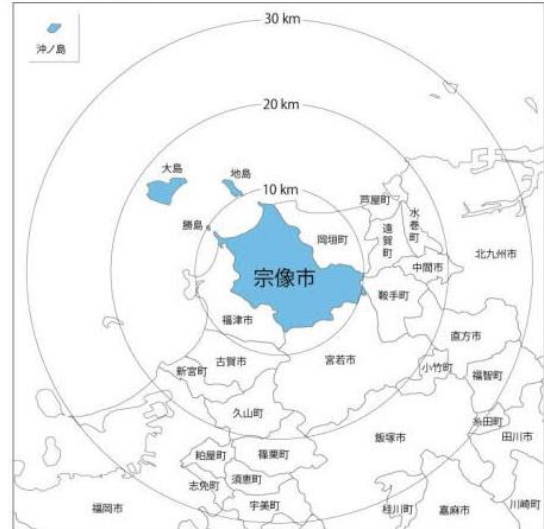 30 km
沖ノ島
20 km
大島
地島
10 km
芦屋町
水巻町
勝島
岡垣町
遠賀町
北九州市
中間市
宗像市
鞍手町
福津市
直方市
古賀市
宮若市
小竹町
新宮町
福智町
久山町
糸田町
飯塚市
田川市
粕屋町
篠栗町
須恵町
志免町
宇美町
福岡市
桂川町
嘉麻市
川崎町